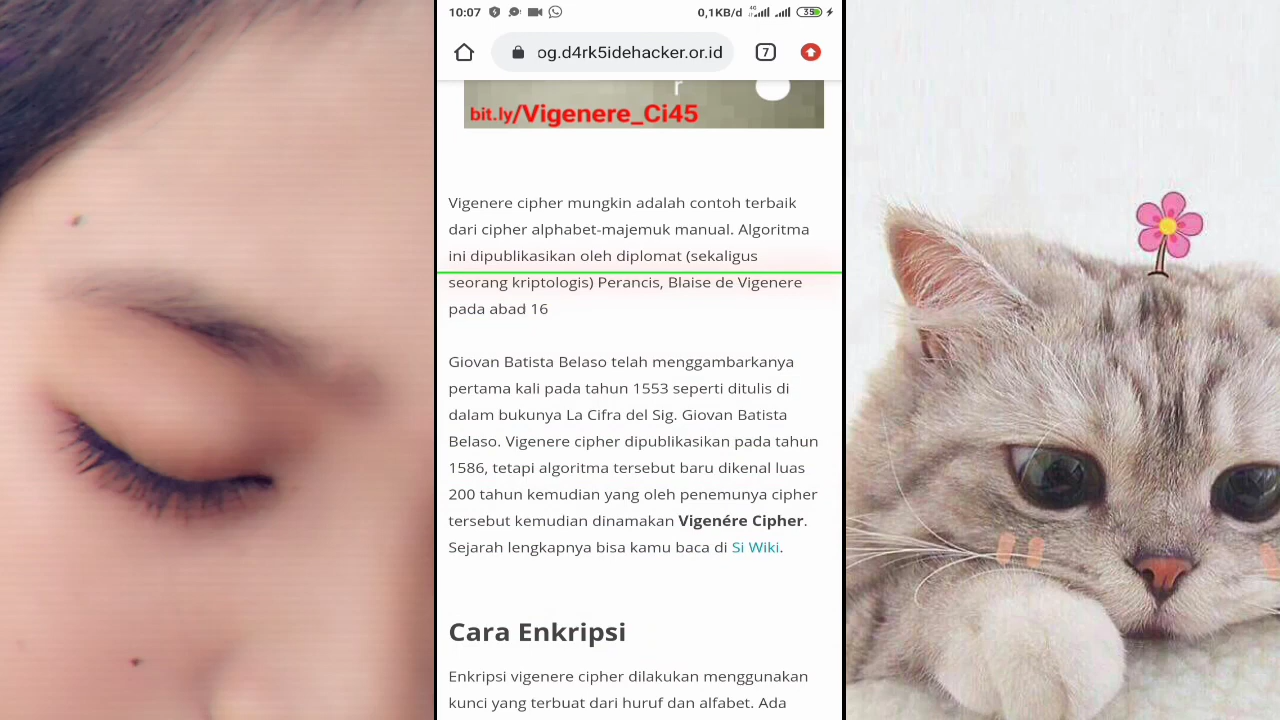 10:07 0,1KB/d 4G 35
og.d4rk5idehacker.or.id 7
r
bit.ly/Vigenere_Ci45
Vigenere cipher mungkin adalah contoh terbaik
dari cipher alphabet-majemuk manual. Algoritma
ini dipublikasikan oleh diplomat (sekaligus
seorang kriptologis) Perancis, Blaise de Vigenere
pada abad 16
Giovan Batista Belaso telah menggambarkanya
pertama kali pada tahun 1553 seperti ditulis di
dalam bukunya La Cifra del Sig. Giovan Batista
Belaso. Vigenere cipher dipublikasikan pada tahun
1586, tetapi algoritma tersebut baru dikenal luas
200 tahun kemudian yang oleh penemunya cipher
tersebut kemudian dinamakan Vigenére Cipher.
Sejarah lengkapnya bisa kamu baca di Si Wiki.
Cara Enkripsi
Enkripsi vigenere cipher dilakukan menggunakan
kunci yang terbuat dari huruf dan alfabet. Ada